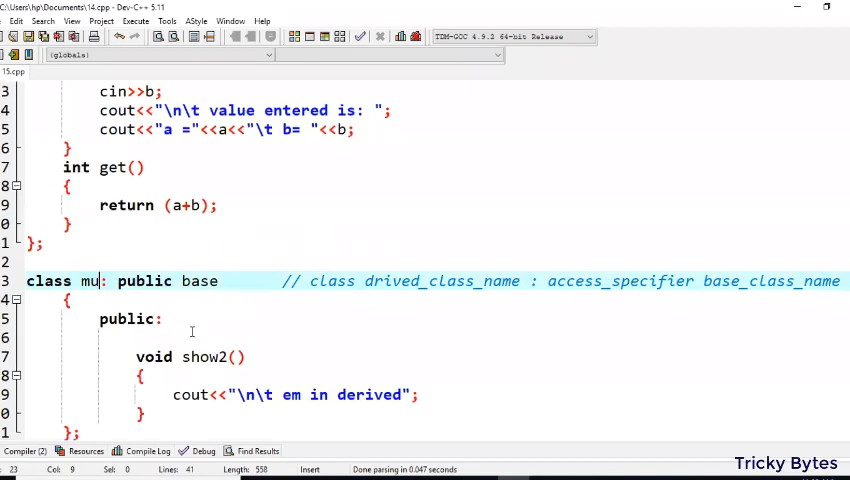 C:\Users\hp\Documents\14.cpp - Dev-C++ 5.11
Edit Search View Project Execute Tools AStyle Window Help
TDM-GCC 4.9.2 64-bit Release
(globals)
15.cpp
3 cin>>b;
4 cout<<"\n\t value entered is: ";
5 cout<<"a ="<<a<<"\t b= "<<b;
6 }
7 int get()
8 {
9 return (a+b);
0 }
1 };
2
3 class mu: public base // class drived_class_name : access_specifier base_class_name
4 {
5 public:
6
7 void show2()
8 {
9 cout<<"\n\t em in derived";
0 }
1 };
Compiler (2) Resources Compile Log Debug Find Results
23 Col: 9 Sel: 0 Lines: 41 Length: 558 Insert Done parsing in 0.047 seconds
Tricky Bytes